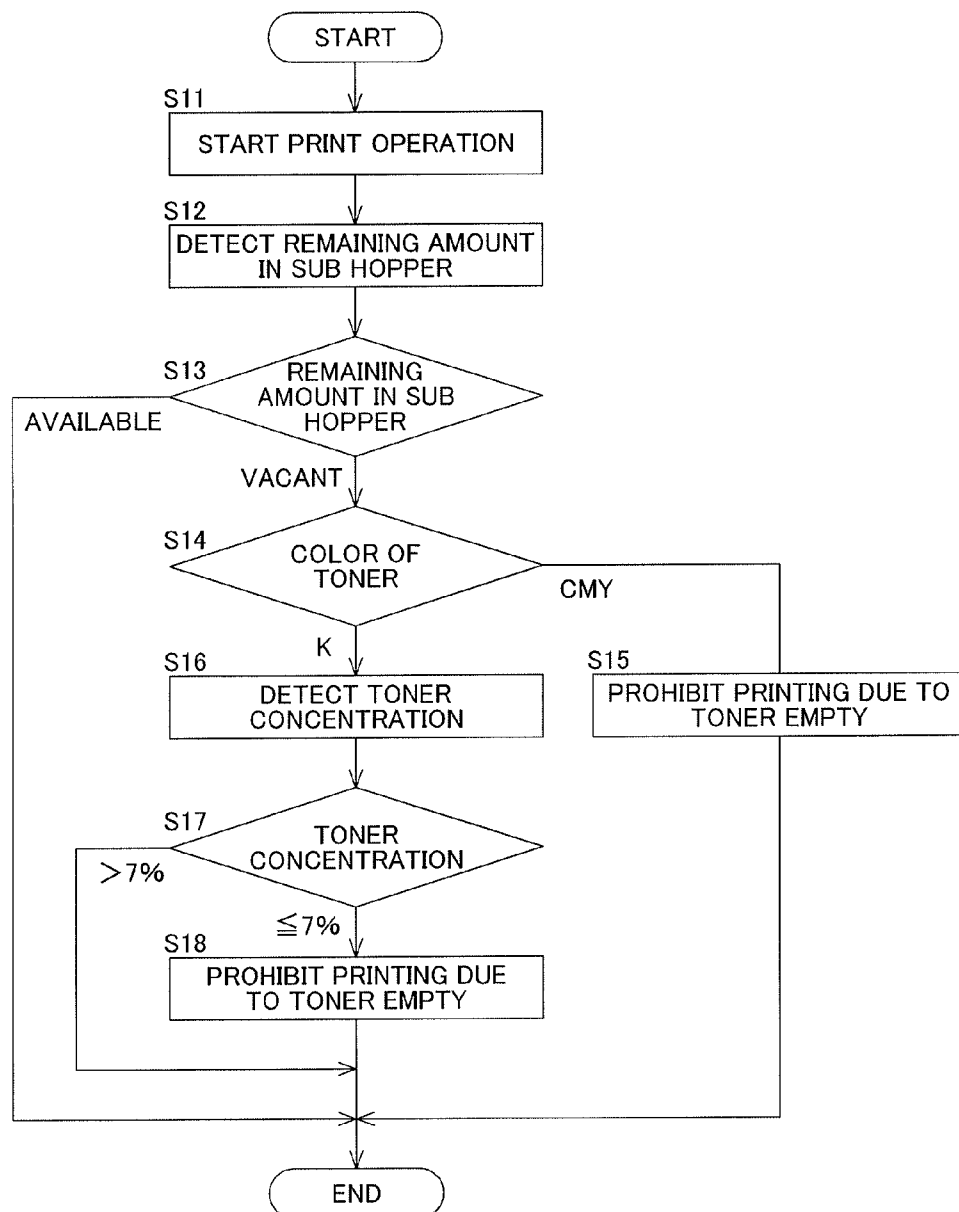 START
S11
START PRINT OPERATION
S12
DETECT REMAINING AMOUNT
IN SUB HOPPER
S13
REMAINING
AMOUNT IN SUB
HOPPER
AVAILABLE
VACANT
S14
COLOR OF
TONER
CMY
K
S16
DETECT TONER
CONCENTRATION
S15
PROHIBIT PRINTING DUE TO
TONER EMPTY
S17
TONER
CONCENTRATION
>7%
≦7%
S18
PROHIBIT PRINTING DUE
TO TONER EMPTY
END